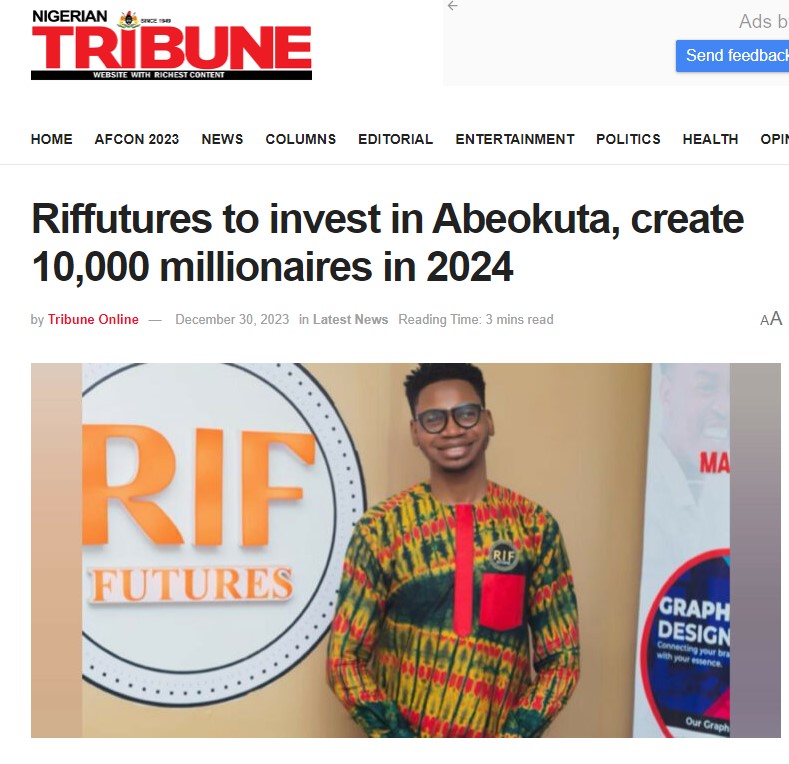 NIGERIAN
SINCE 1949
TRIBUNE
WEBSITE WITH RICHEST CONTENT
Ads b
Send feedback
HOME AFCON 2023 NEWS COLUMNS EDITORIAL ENTERTAINMENT POLITICS HEALTH OPIN
Riffutures to invest in Abeokuta, create
10,000 millionaires in 2024
by Tribune Online — December 30, 2023 in Latest News Reading Time: 3 mins read
AA
RIF
FUTURES
RIF
MA
GRAPH
DESIGN
Connecting your bra
with your essence.
Our Graph